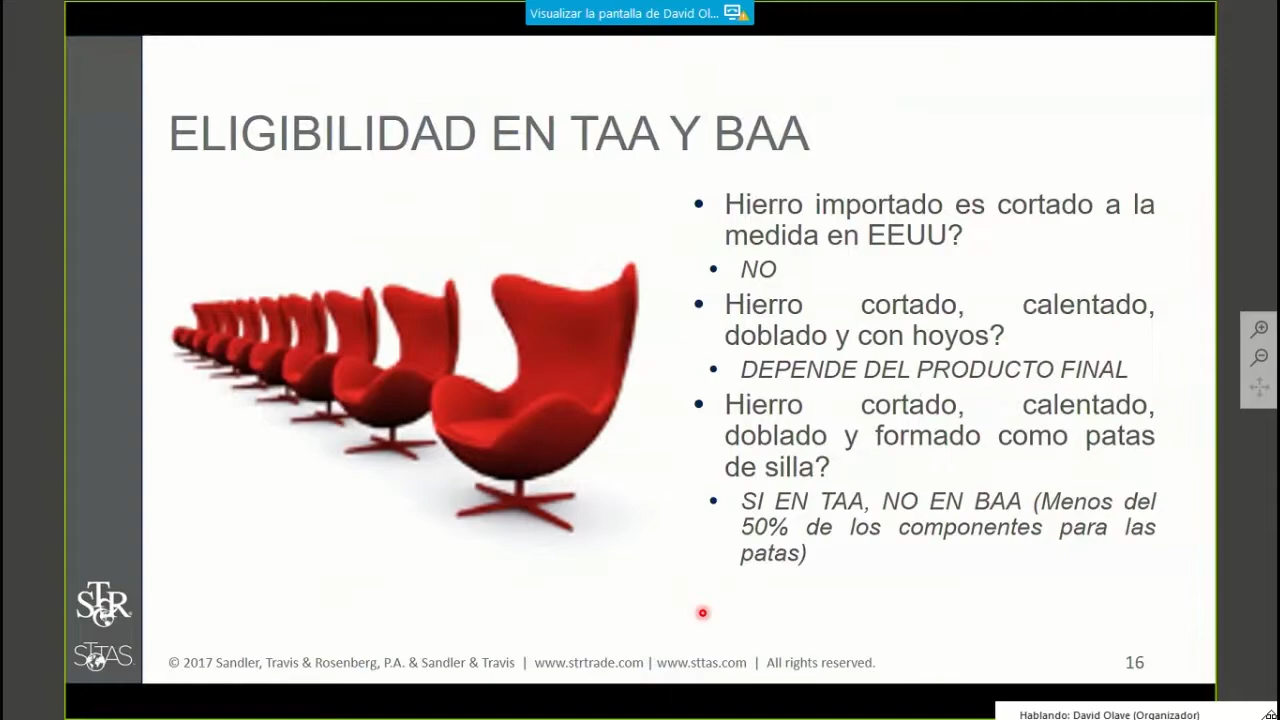 Visualizar la pantalla de David Ol...
ELIGIBILIDAD EN TAA Y BAA
• Hierro importado es cortado a la
medida en EEUU?
• NO
• Hierro cortado, calentado,
doblado y con hoyos?
• DEPENDE DEL PRODUCTO FINAL
• Hierro cortado, calentado,
doblado y formado como patas
de silla?
• SI EN TAA, NO EN BAA (Menos del
50% de los componentes para las
patas)
ST&R
STTAS
© 2017 Sandler, Travis & Rosenberg, P.A. & Sandler & Travis | www.strtrade.com | www.sttas.com | All rights reserved.
16
Hablando: David Olave (Organizador)